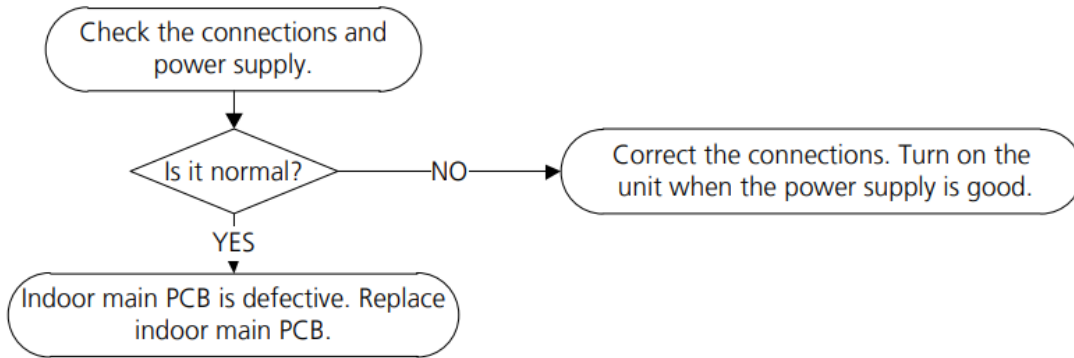 Check the connections and
power supply.
Is it normal?
NO
Correct the connections. Turn on the
unit when the power supply is good.
YES
Indoor main PCB is defective. Replace
indoor main PCB.